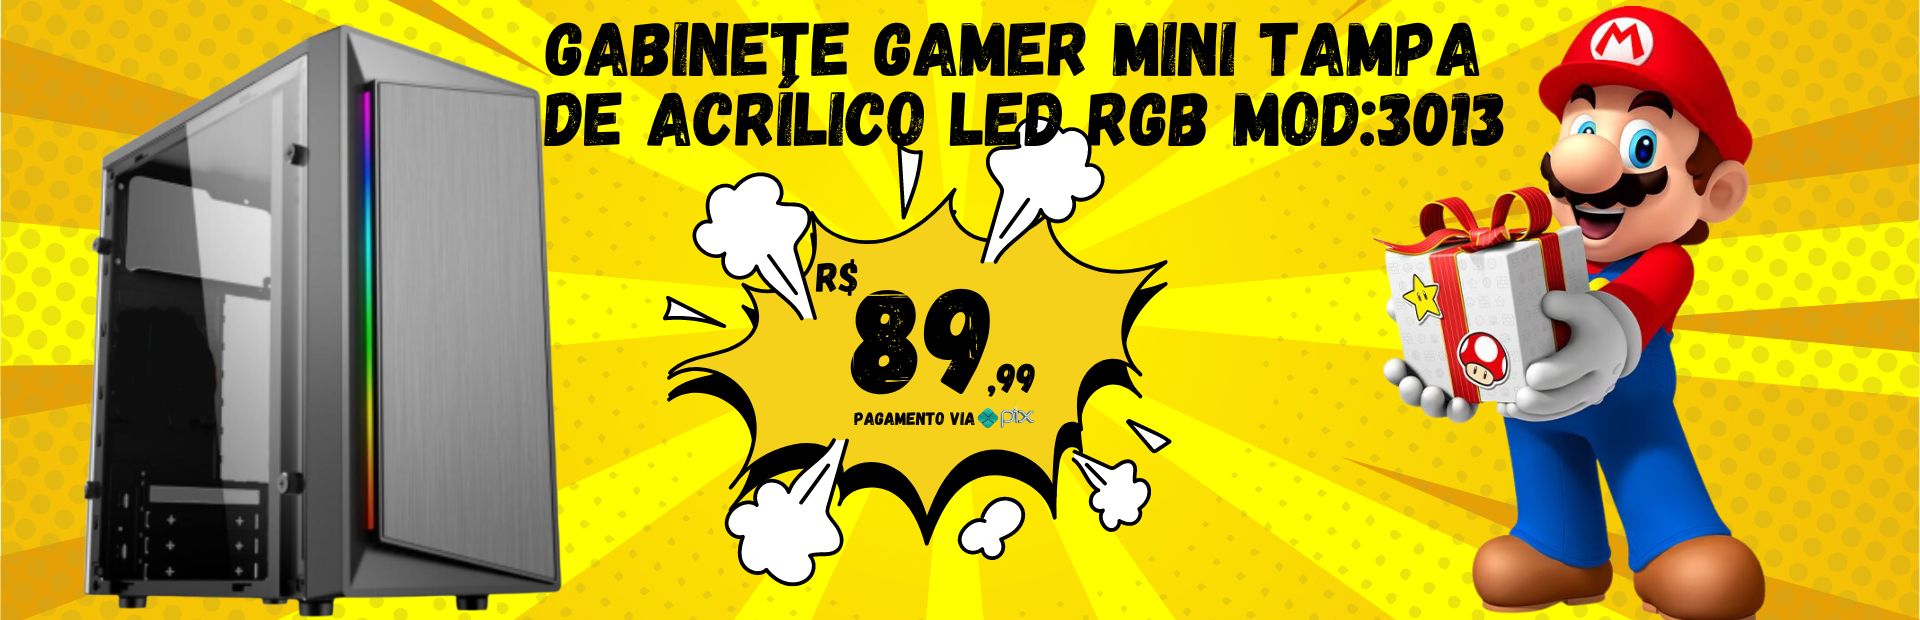 GABINETE GAMER MINI TAMPA
DE ACRÍLICO LED RGB MOD:3013
M
R$
89,99
PAGAMENTO VIA pix